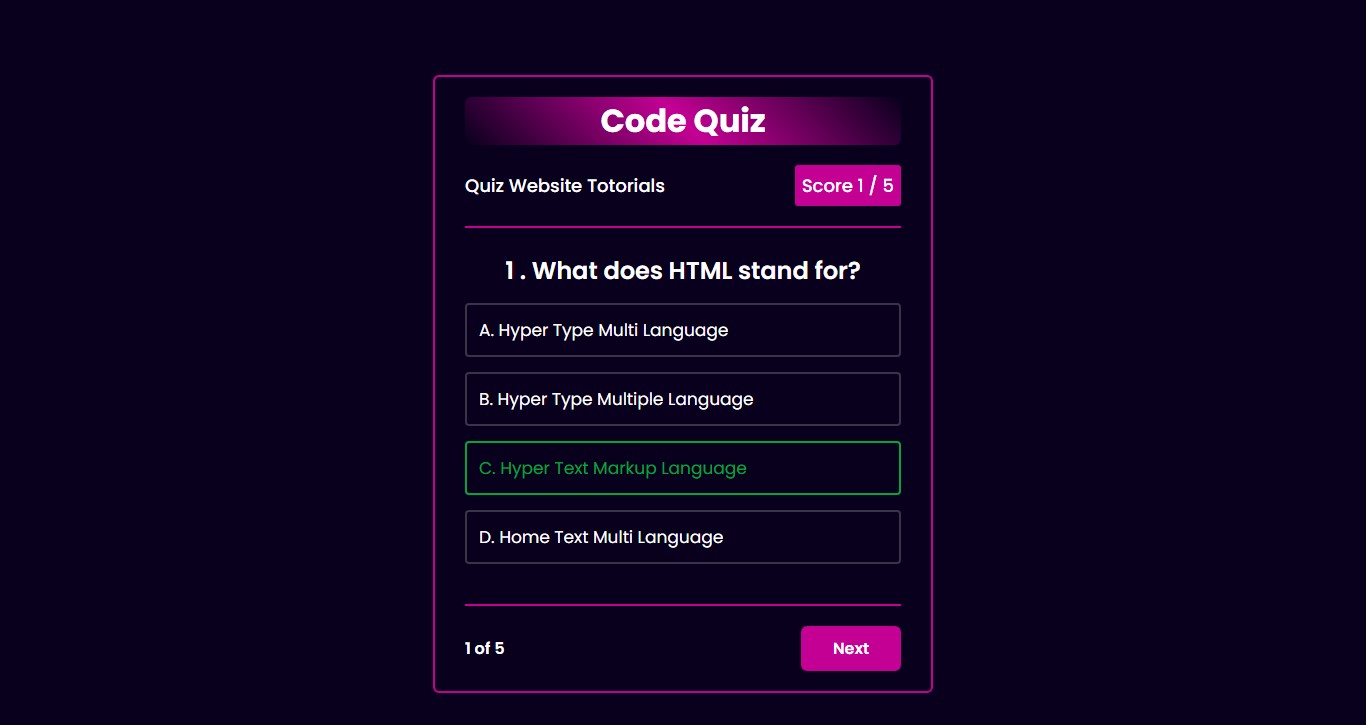 Code Quiz
Quiz Website Totorials
Score 1 / 5
1 . What does HTML stand for?
A. Hyper Type Multi Language
B. Hyper Type Multiple Language
C. Hyper Text Markup Language
D. Home Text Multi Language
1 of 5
Next